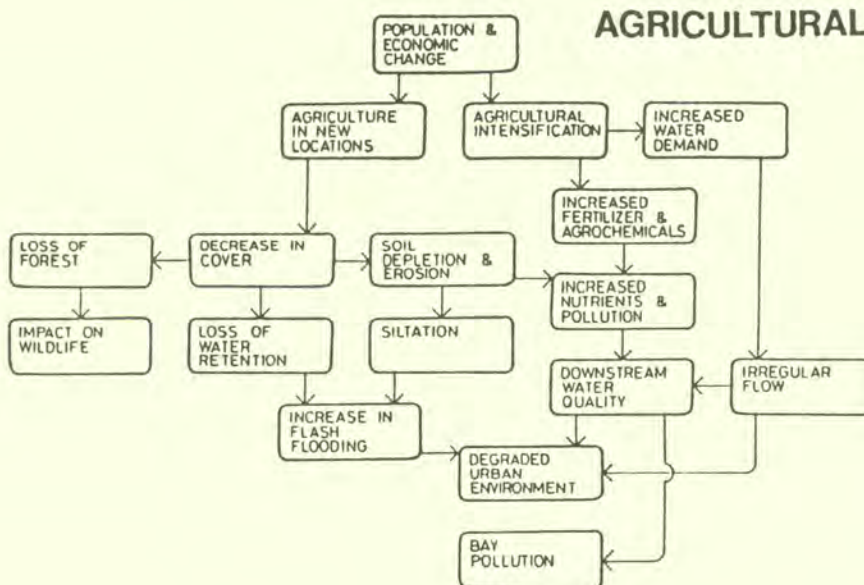 AGRICULTURAL
POPULATION &
ECONOMIC
CHANGE
AGRICULTURE
IN NEW
LOCATIONS
AGRICULTURAL
INTENSIFICATION
INCREASED
WATER
DEMAND
INCREASED
FERTILIZER &
AGROCHEMICALS
LOSS OF
FOREST
DECREASE IN
COVER
SOIL
DEPLETION &
EROSION
INCREASED
NUTRIENTS &
POLLUTION
IMPACT ON
WILDLIFE
LOSS OF
WATER
RETENTION
SILTATION
DOWNSTREAM
WATER
QUALITY
IRREGULAR
FLOW
INCREASE IN
FLASH
FLOODING
DEGRADED
URBAN
ENVIRONMENT
BAY
POLLUTION